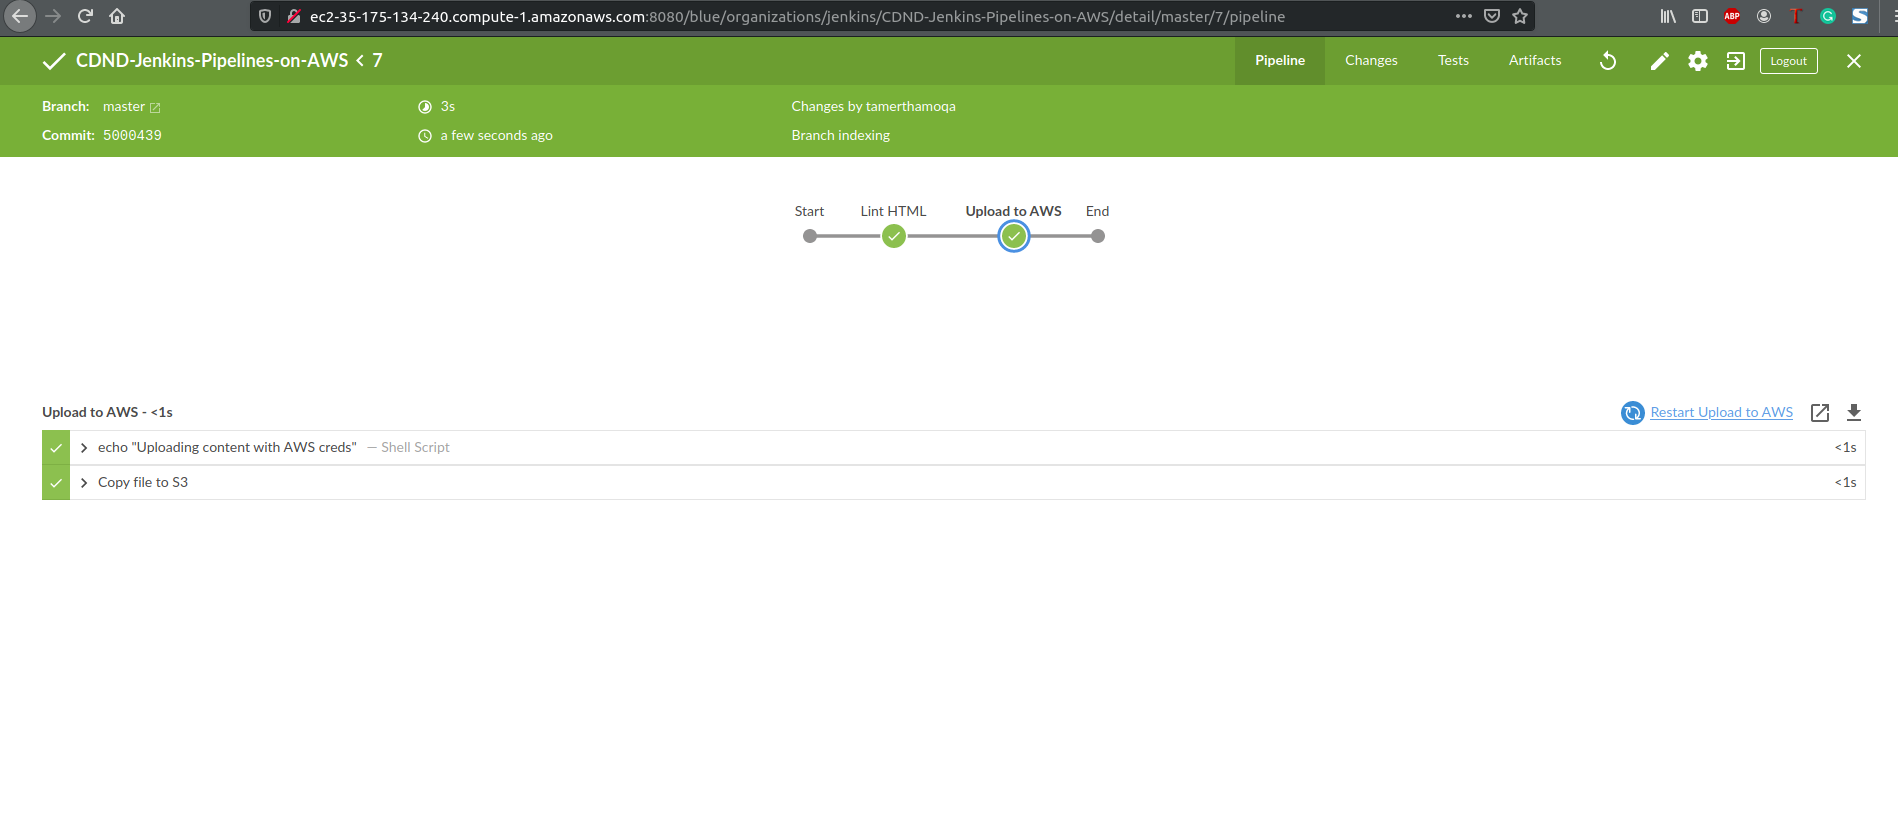 ec2-35-175-134-240.compute-1.amazonaws.com:8080/blue/organizations/jenkins/CDND-Jenkins-Pipelines-on-AWS/detail/master/7/pipeline
ABP
CDND-Jenkins-Pipelines-on-AWS < 7
Pipeline Changes Tests Artifacts Logout
Branch: master 3s Changes by tamerthamoqa
Commit: 5000439 a few seconds ago Branch indexing
Start Lint HTML Upload to AWS End
Upload to AWS - <1s Restart Upload to AWS
echo "Uploading content with AWS creds" — Shell Script <1s
Copy file to S3 <1s